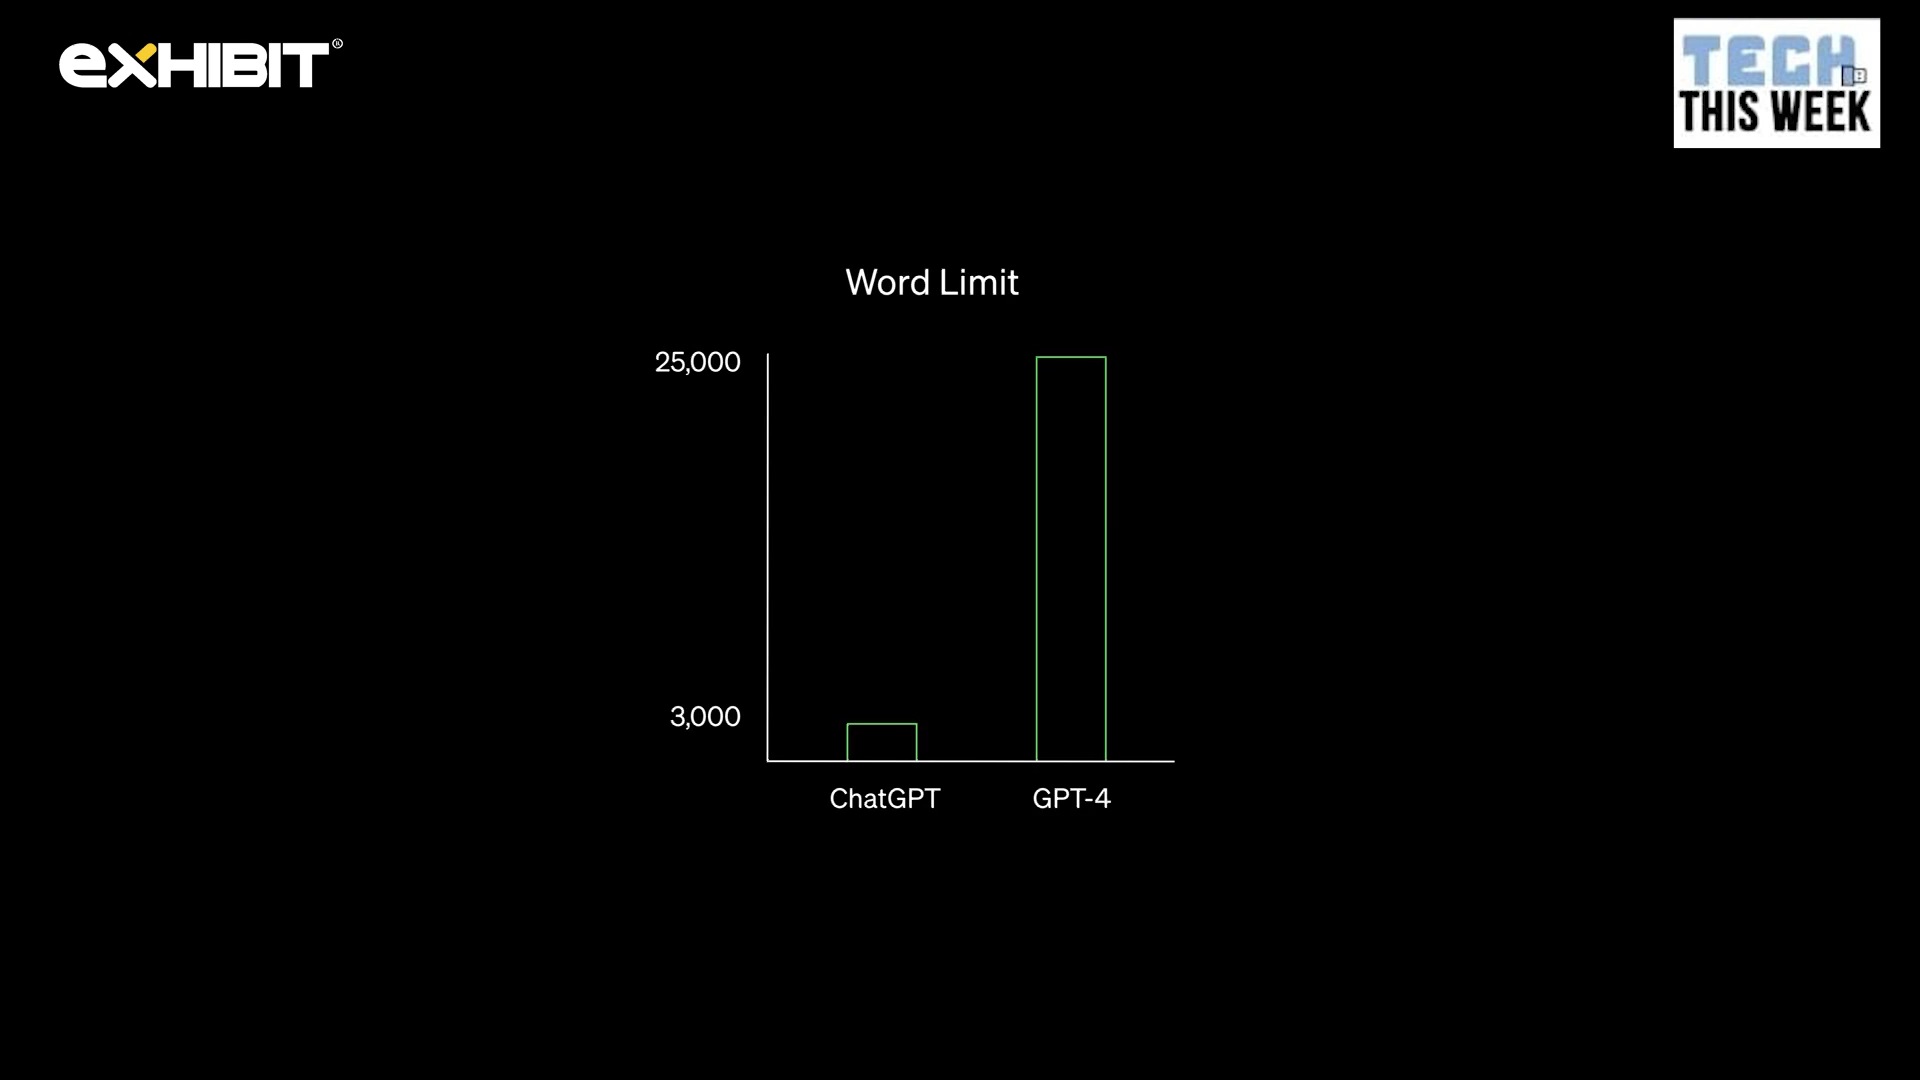 eXHIBIT®
TECH
B
THIS WEEK
Word Limit
25,000
3,000
ChatGPT
GPT-4